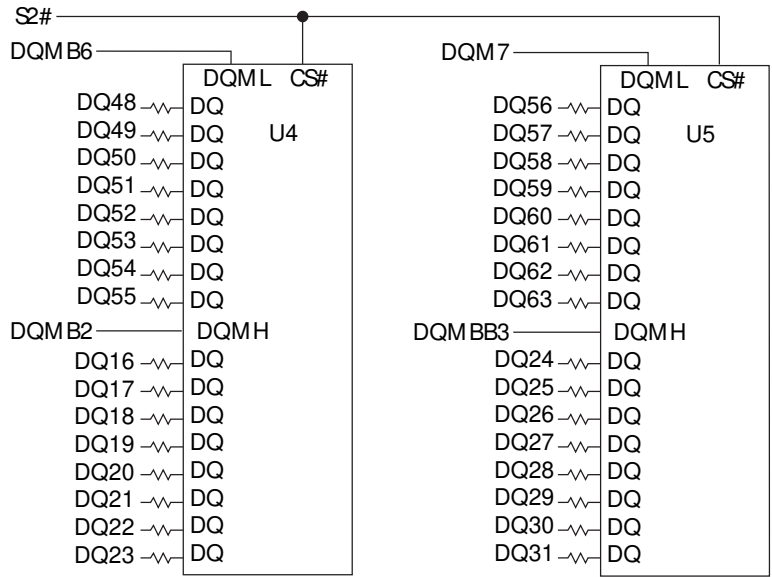 S2#
DQMB6
DQML CS#
DQ48 DQ
DQ49 DQ
U4
DQ50 DQ
DQ51 DQ
DQ52 DQ
DQ53 DQ
DQ54 DQ
DQ55 DQ
DQMB2 DQMH
DQ16 DQ
DQ17 DQ
DQ18 DQ
DQ19 DQ
DQ20 DQ
DQ21 DQ
DQ22 DQ
DQ23 DQ
DQM7
DQML CS#
DQ56 DQ
DQ57 DQ
U5
DQ58 DQ
DQ59 DQ
DQ60 DQ
DQ61 DQ
DQ62 DQ
DQ63 DQ
DQMBB3 DQMH
DQ24 DQ
DQ25 DQ
DQ26 DQ
DQ27 DQ
DQ28 DQ
DQ29 DQ
DQ30 DQ
DQ31 DQ